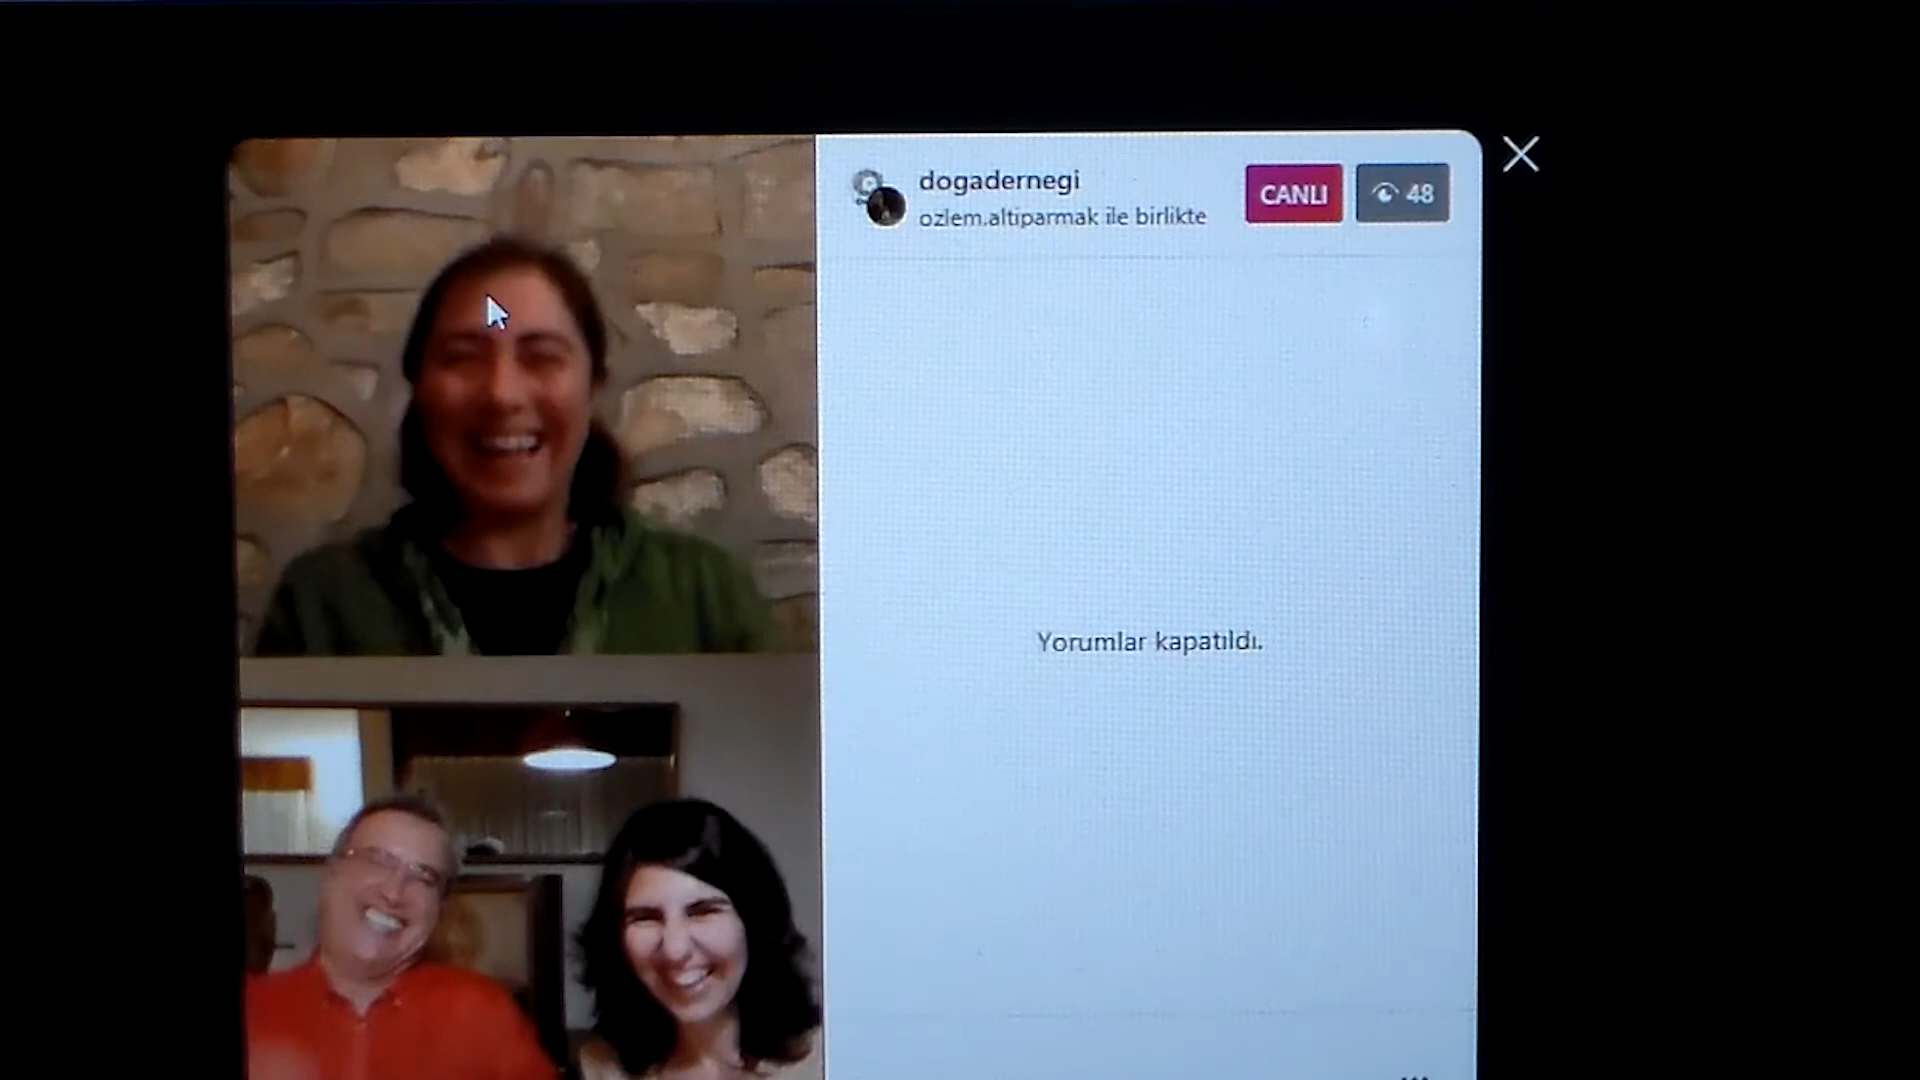 dogadernegi
ozlem.altiparmak ile birlikte
CANLI
48
Yorumlar kapatıldı.